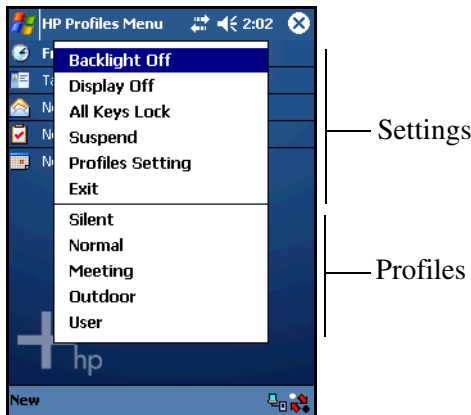 HP Profiles Menu 2:02
Backlight Off
Display Off
All Keys Lock
Suspend
Profiles Setting
Exit
Silent
Normal
Meeting
Outdoor
User
Settings
Profiles
hp
New